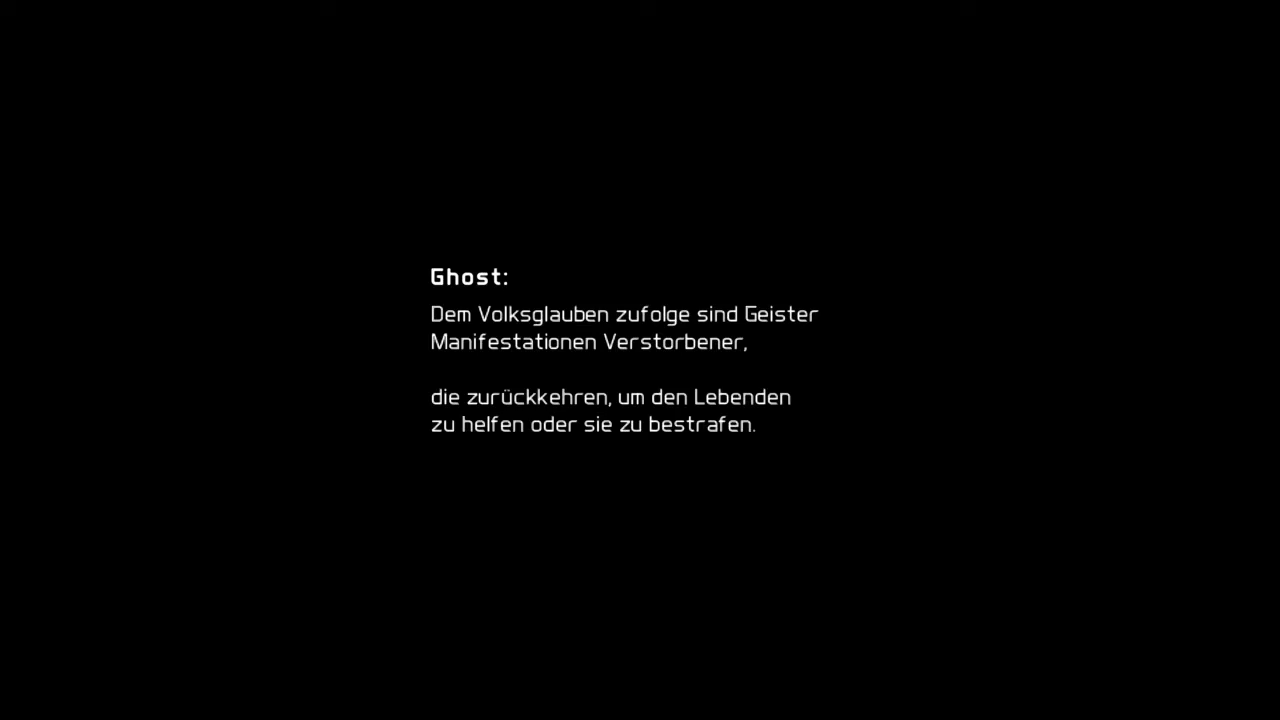 Ghost:
Dem Volksglauben zufolge sind Geister
Manifestationen Verstorbener,
die zurückkehren, um den Lebenden
zu helfen oder sie zu bestrafen.